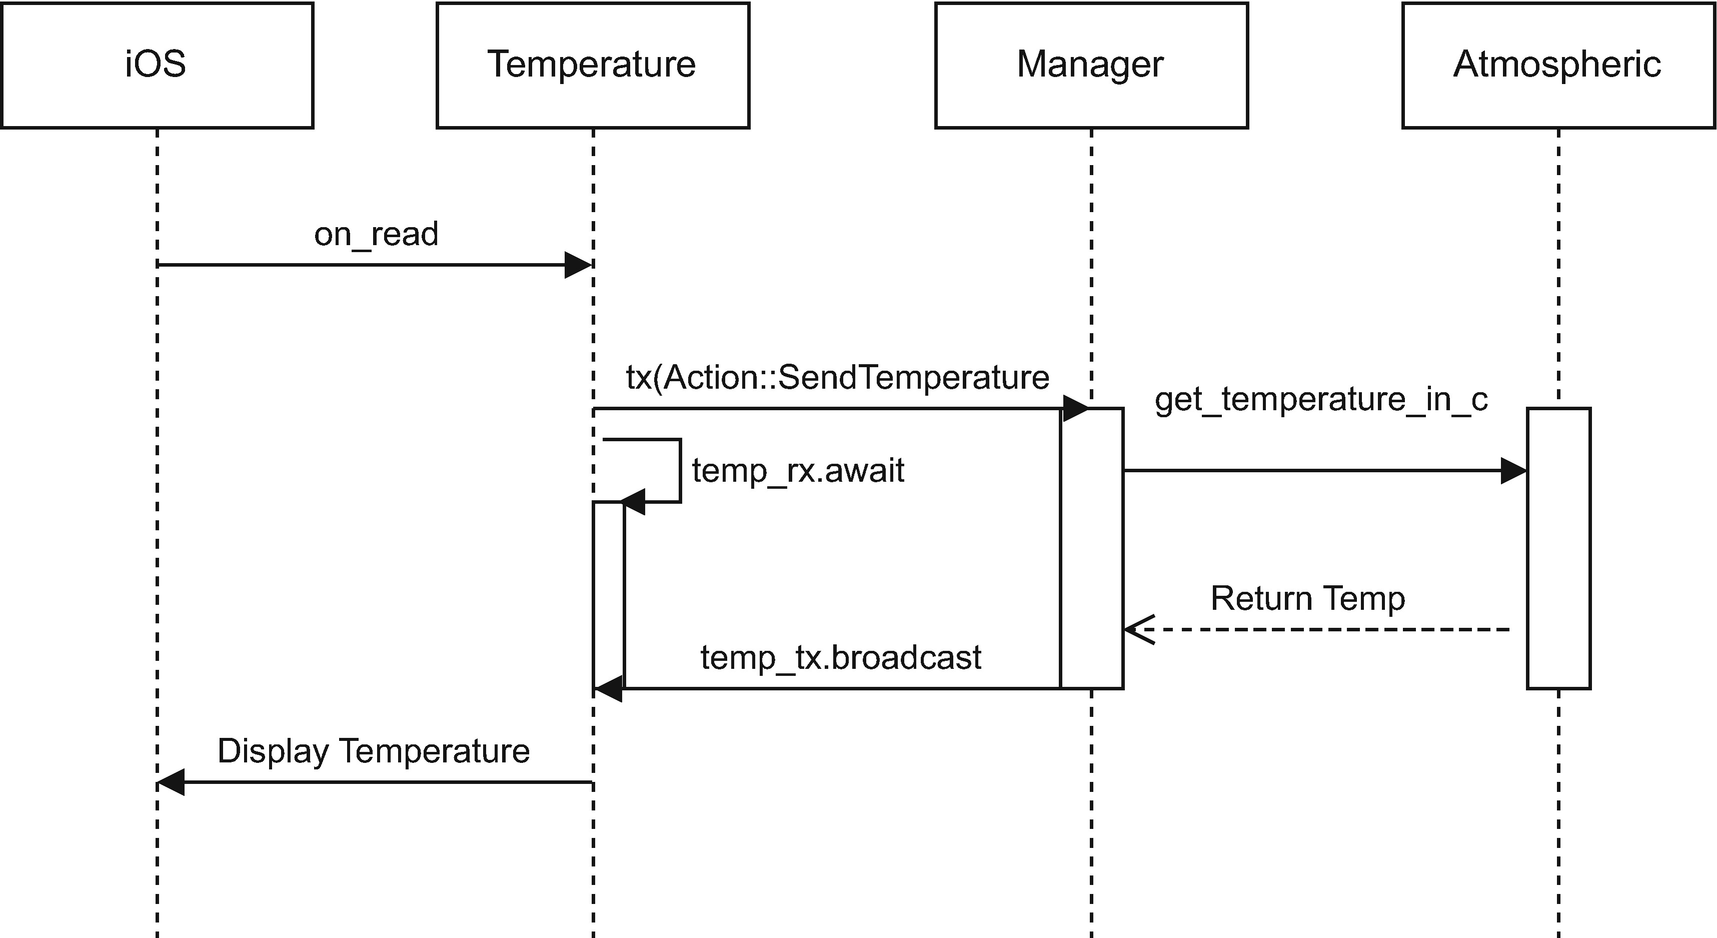 iOS
Temperature
Manager
Atmospheric
on_read
tx(Action::SendTemperature
get_temperature_in_c
temp_rx.await
Return Temp
temp_tx.broadcast
Display Temperature